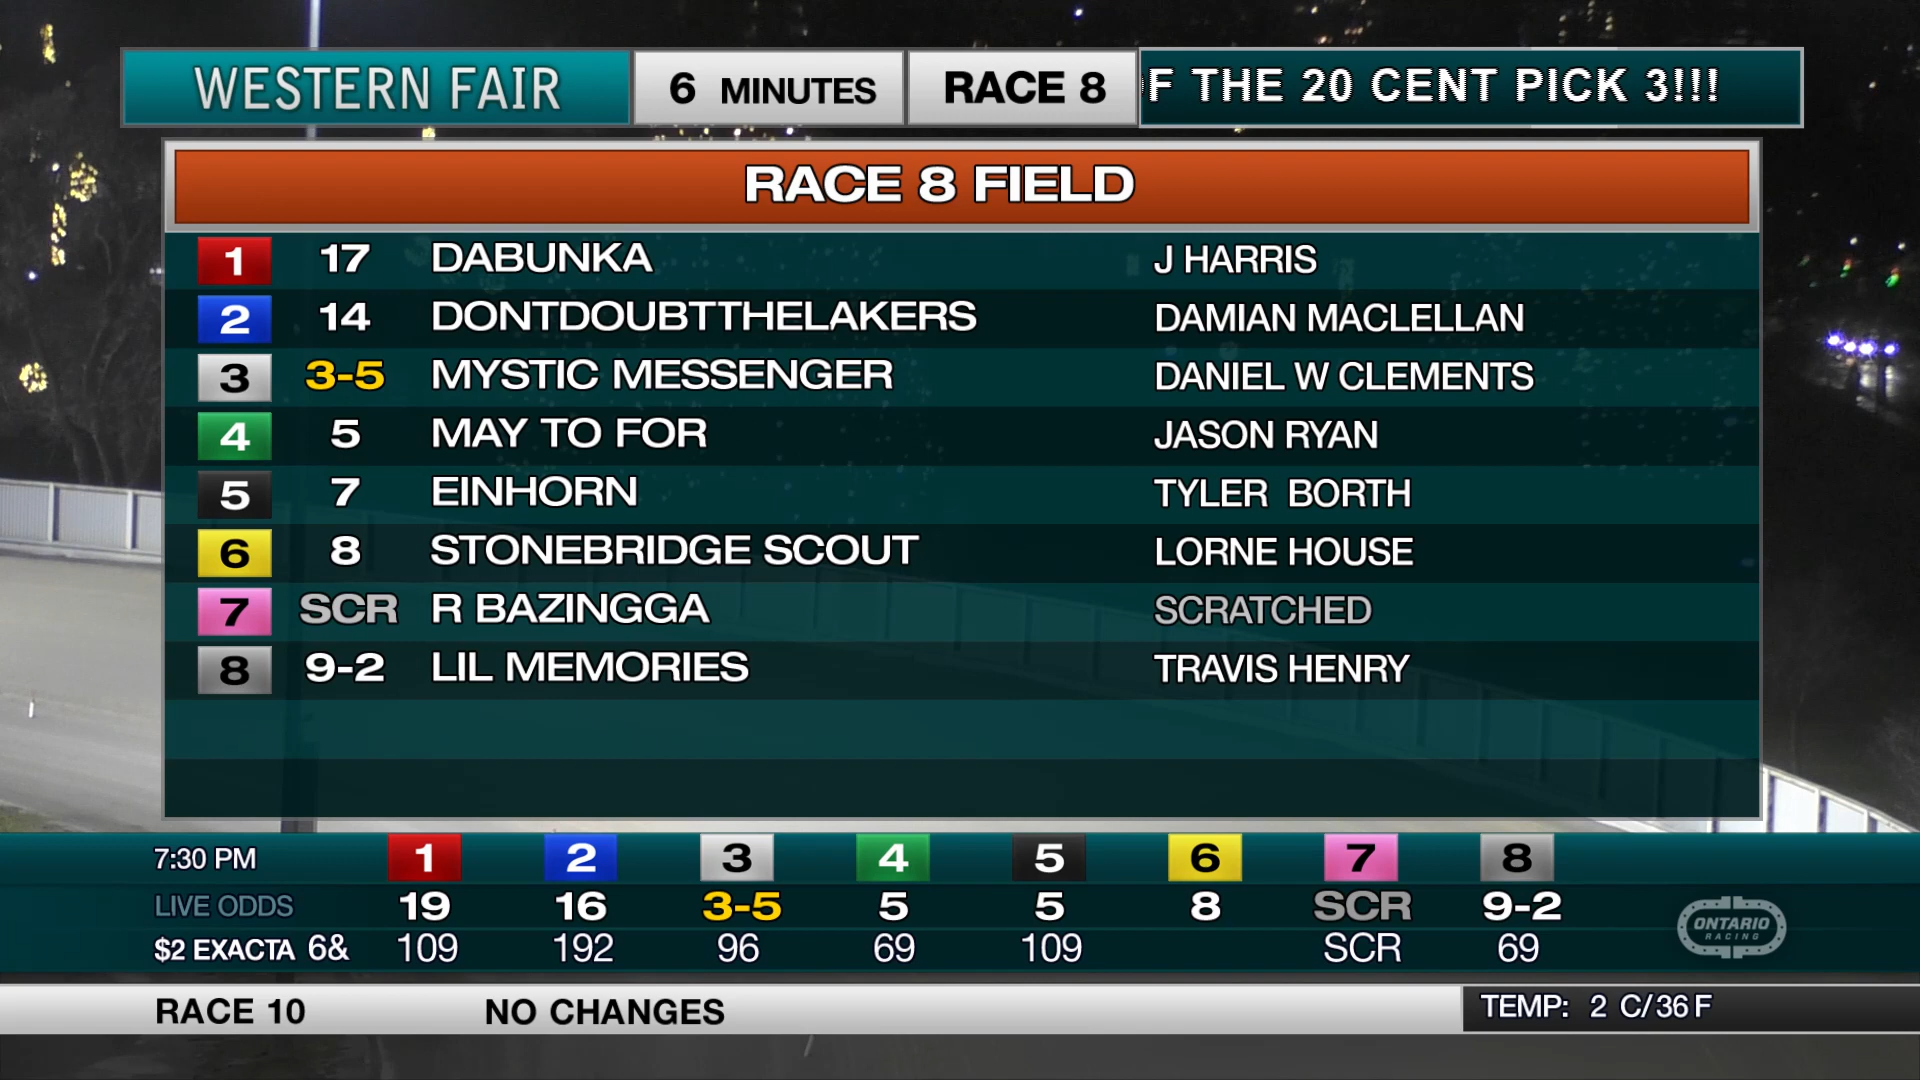 WESTERN FAIR 6 MINUTES RACE 8 F THE 20 CENT PICK 3!!!
RACE 8 FIELD
1 17 DABUNKA J HARRIS
2 14 DONTDOUBTTHELAKERS DAMIAN MACLELLAN
3 3-5 MYSTIC MESSENGER DANIEL W CLEMENTS
4 5 MAY TO FOR JASON RYAN
5 7 EINHORN TYLER BORTH
6 8 STONEBRIDGE SCOUT LORNE HOUSE
7 SCR R BAZINGGA SCRATCHED
8 9-2 LIL MEMORIES TRAVIS HENRY
7:30 PM 1 2 3 4 5 6 7 8
LIVE ODDS 19 16 3-5 5 5 8 SCR 9-2
$2 EXACTA 6& 109 192 96 69 109 SCR 69
ONTARIO
RACING
RACE 10 NO CHANGES TEMP: 2 C/36 F